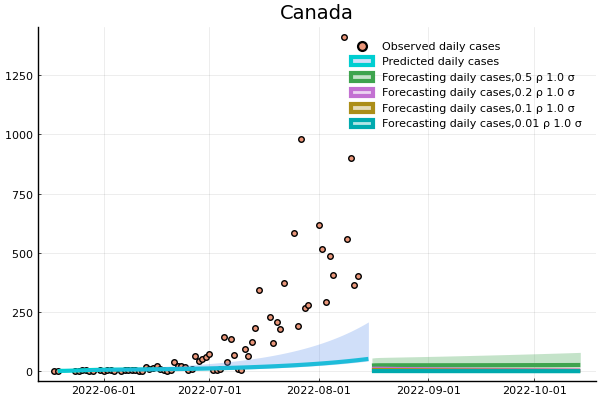 Canada
Observed daily cases
Predicted daily cases
Forecasting daily cases,0.5 ρ 1.0 σ
Forecasting daily cases,0.2 ρ 1.0 σ
Forecasting daily cases,0.1 ρ 1.0 σ
Forecasting daily cases,0.01 ρ 1.0 σ
1250
1000
750
500
250
0
2022-06-01 2022-07-01 2022-08-01 2022-09-01 2022-10-01